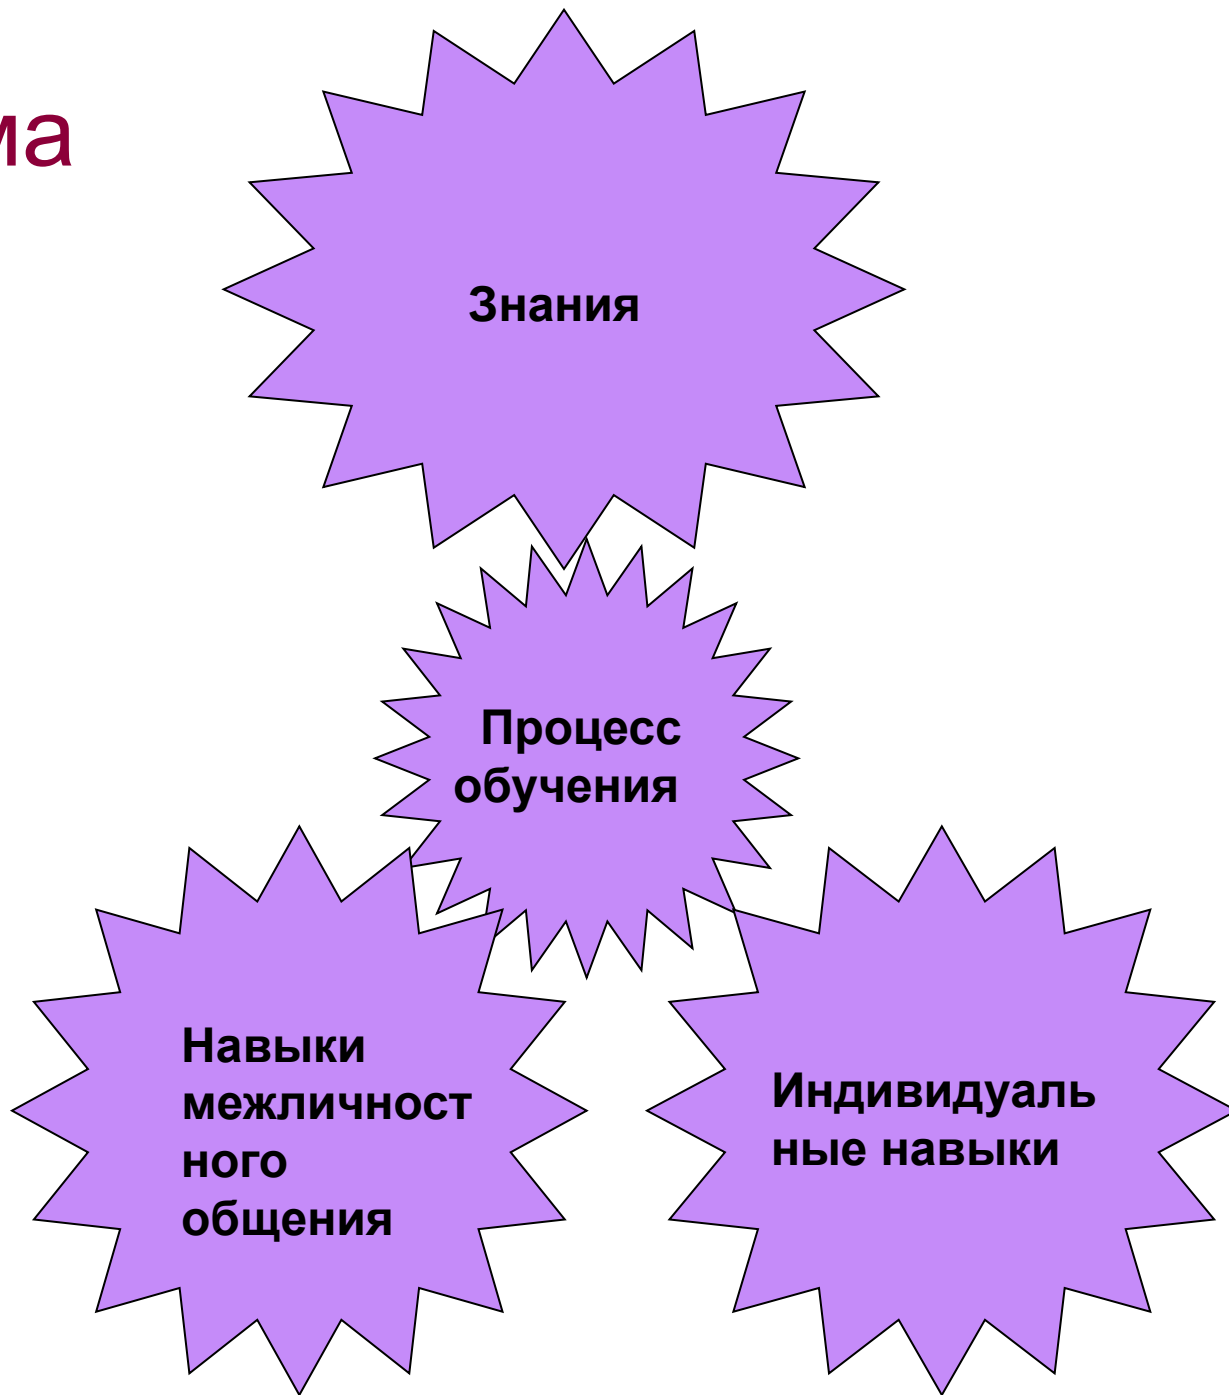 ма
Знания
Процесс
обучения
Навыки
межличност
ного
общения
Индивидуаль
ные навыки